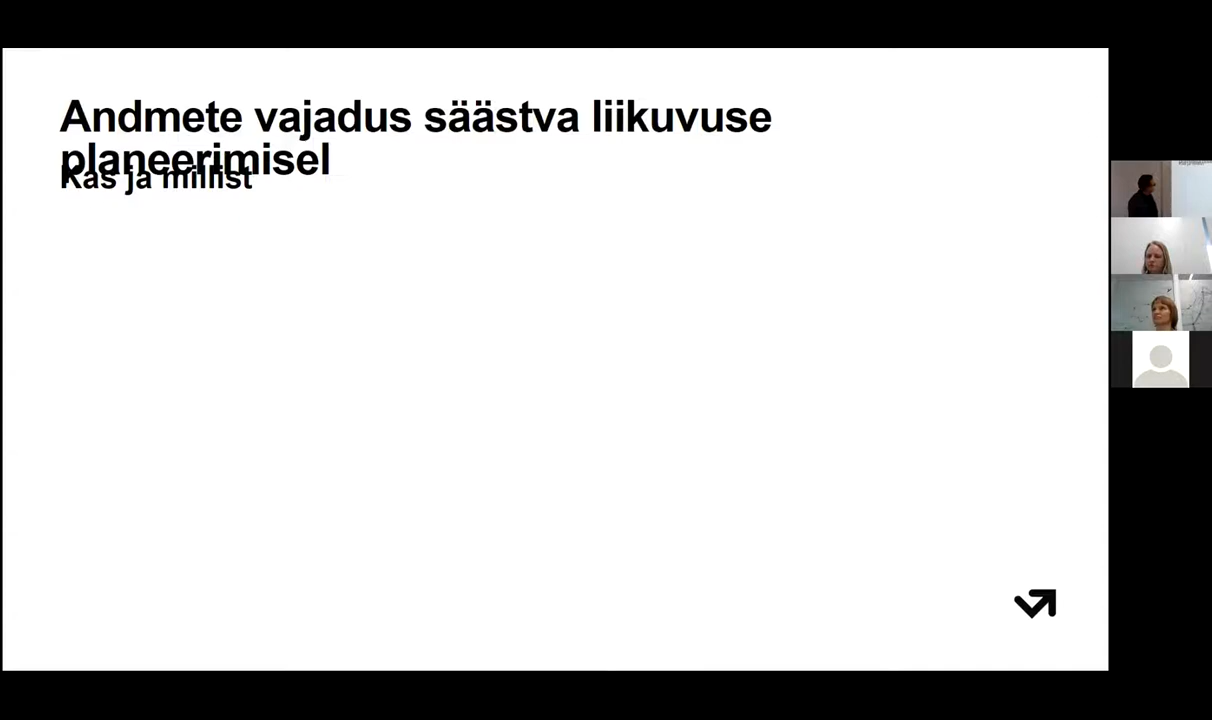 Andmete vajadus säästva liikuvuse
planeerimisel
Kas ja millist